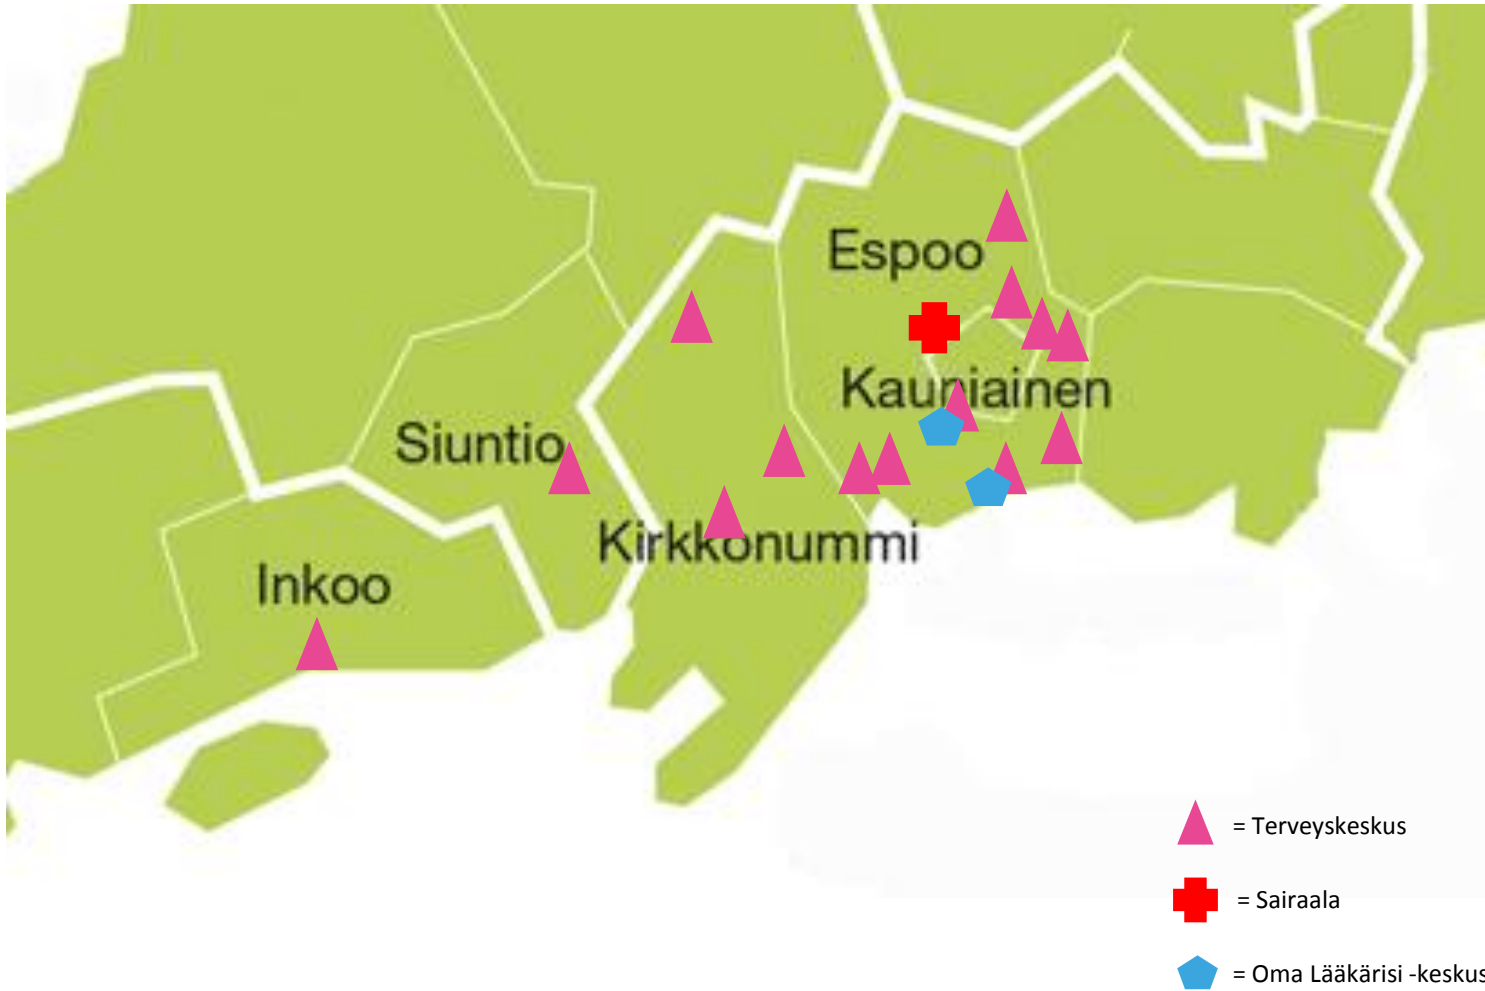 Espoo
Kauniainen
Siuntio
Kirkkonummi
Inkoo
= Terveyskeskus
= Sairaala
= Oma Lääkärisi -keskus